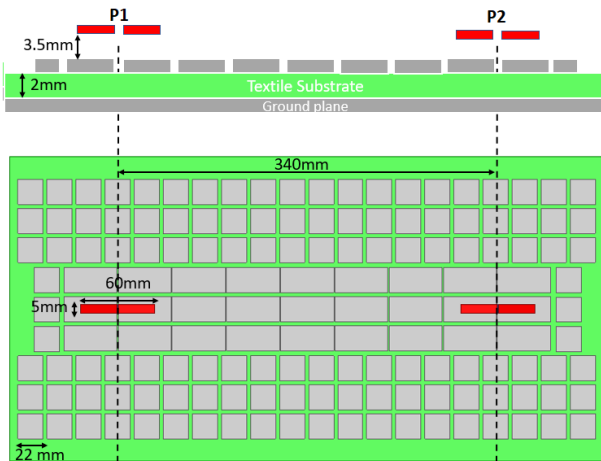 P1
P2
3.5mm
2mm
Textile Substrate
Ground plane
340mm
60mm
5mm
22 mm